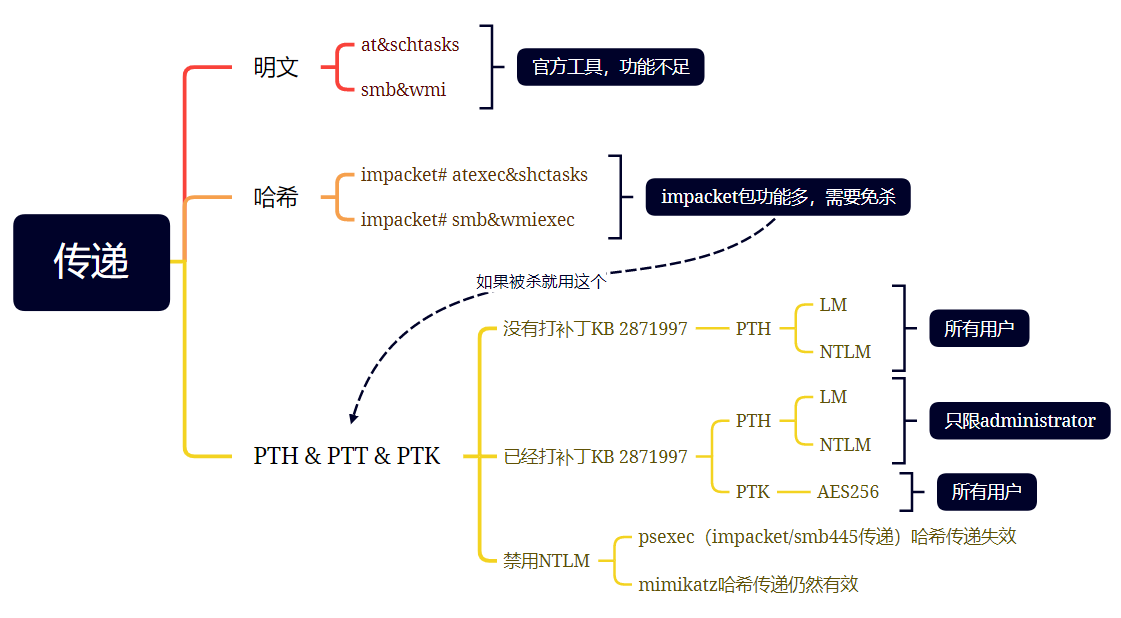 传递
明文
at&schtasks
smb&wmi
官方工具，功能不足
哈希
impacket# atexec&shctasks
impacket# smb&wmiexec
impacket包功能多，需要免杀
如果被杀就用这个
PTH & PTT & PTK
没有打补丁KB 2871997
PTH
LM
NTLM
所有用户
已经打补丁KB 2871997
PTH
LM
NTLM
只限administrator
PTK
AES256
所有用户
禁用NTLM
psexec（impacket/smb445传递）哈希传递失效
mimikatz哈希传递仍然有效